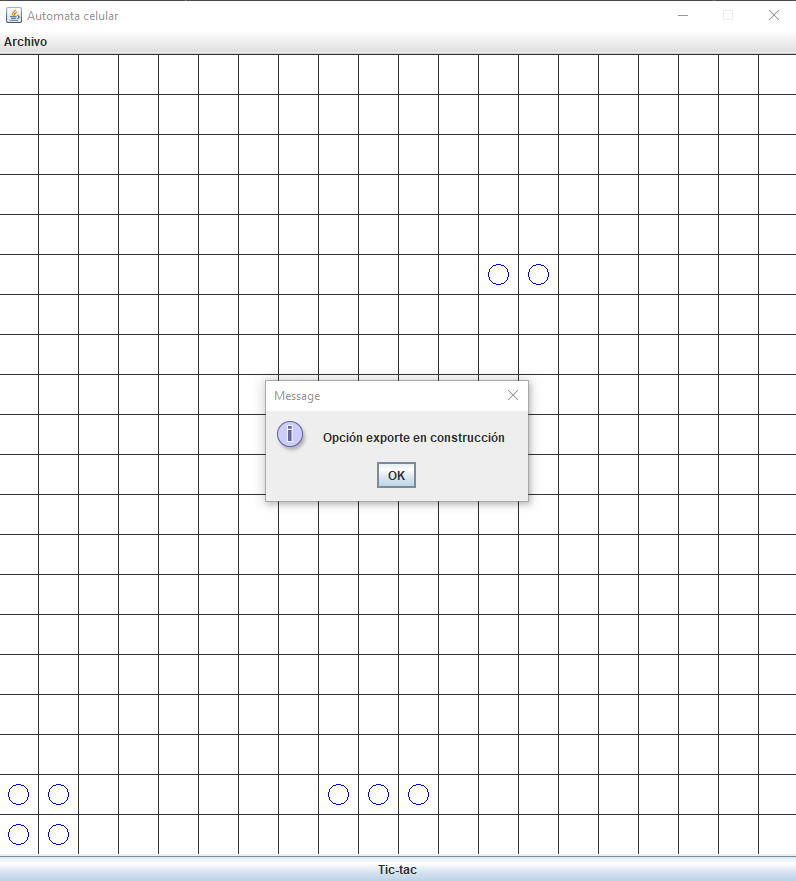 Automata celular
Archivo
Message
i
Opción exporte en construcción
OK
Tic-tac